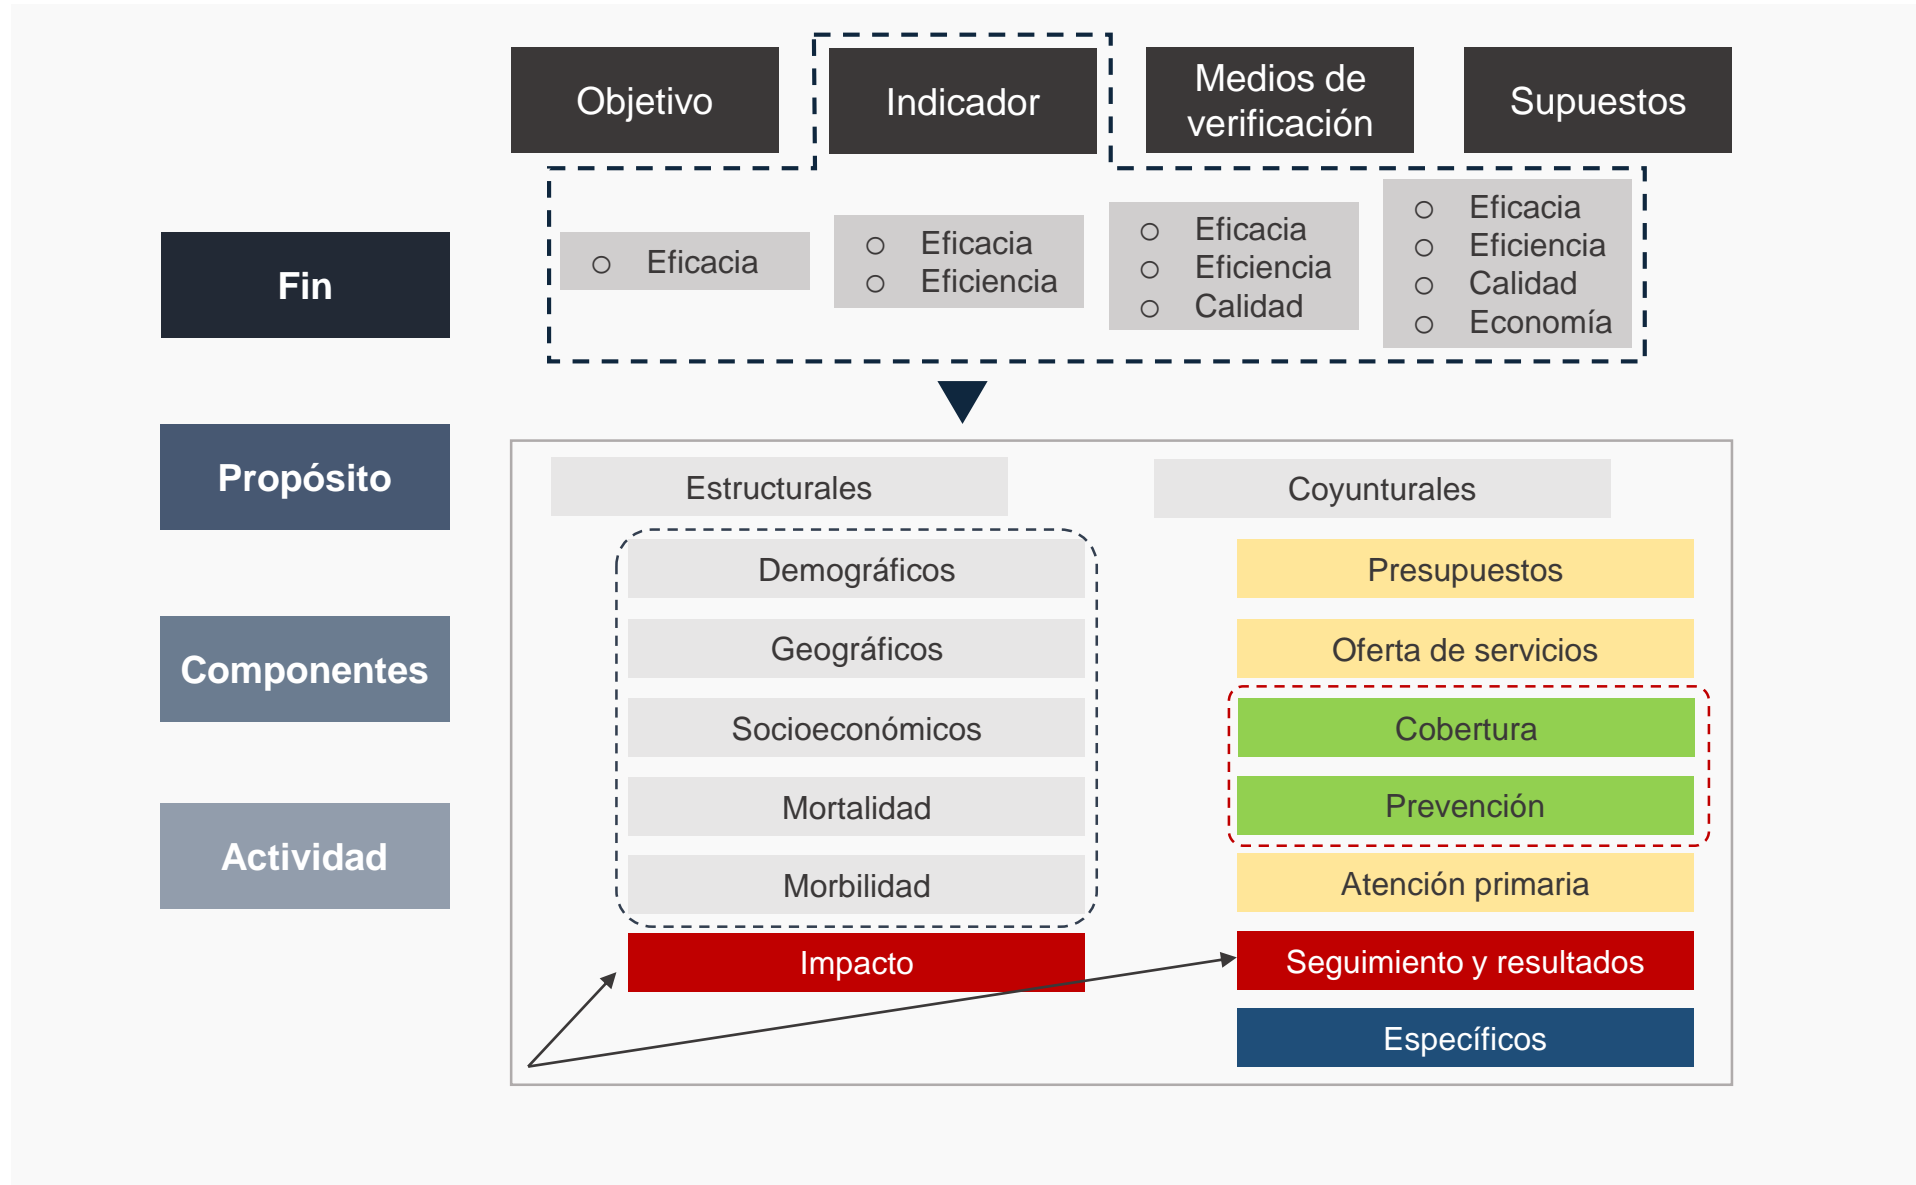 Objetivo
Indicador
Medios de
verificación
Supuestos
Fin
Eficacia
Eficacia
Eficiencia
Eficacia
Eficiencia
Calidad
Eficacia
Eficiencia
Calidad
Economía
Propósito
Componentes
Actividad
Estructurales
Demográficos
Geográficos
Socioeconómicos
Mortalidad
Morbilidad
Impacto
Coyunturales
Presupuestos
Oferta de servicios
Cobertura
Prevención
Atención primaria
Seguimiento y resultados
Específicos